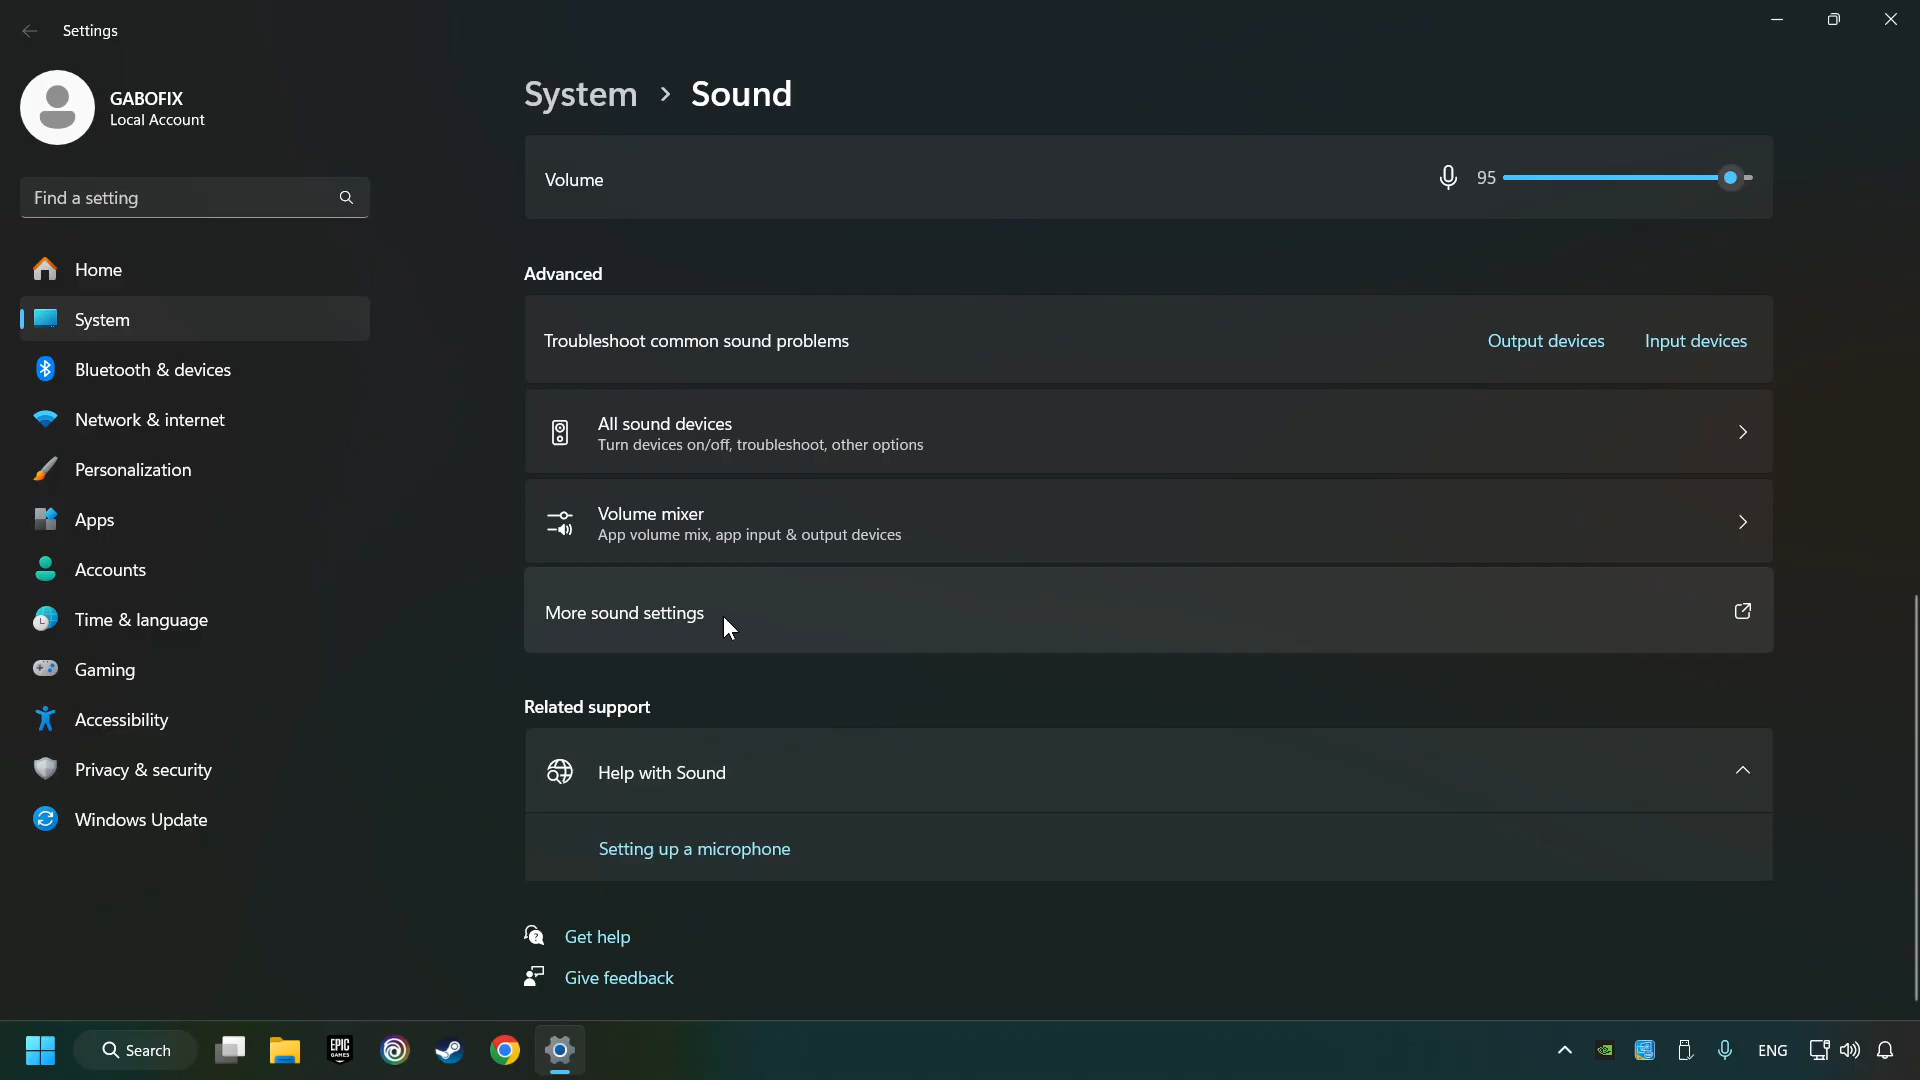 Settings
GABOFIX
Local Account
Find a setting
Home
System
Bluetooth & devices
Network & internet
Personalization
Apps
Accounts
Time & language
Gaming
Accessibility
Privacy & security
Windows Update
System > Sound
Volume 95
Advanced
Troubleshoot common sound problems Output devices Input devices
All sound devices
Turn devices on/off, troubleshoot, other options
Volume mixer
App volume mix, app input & output devices
More sound settings
Related support
Help with Sound
Setting up a microphone
Get help
Give feedback
Search EPIC GAMES ENG